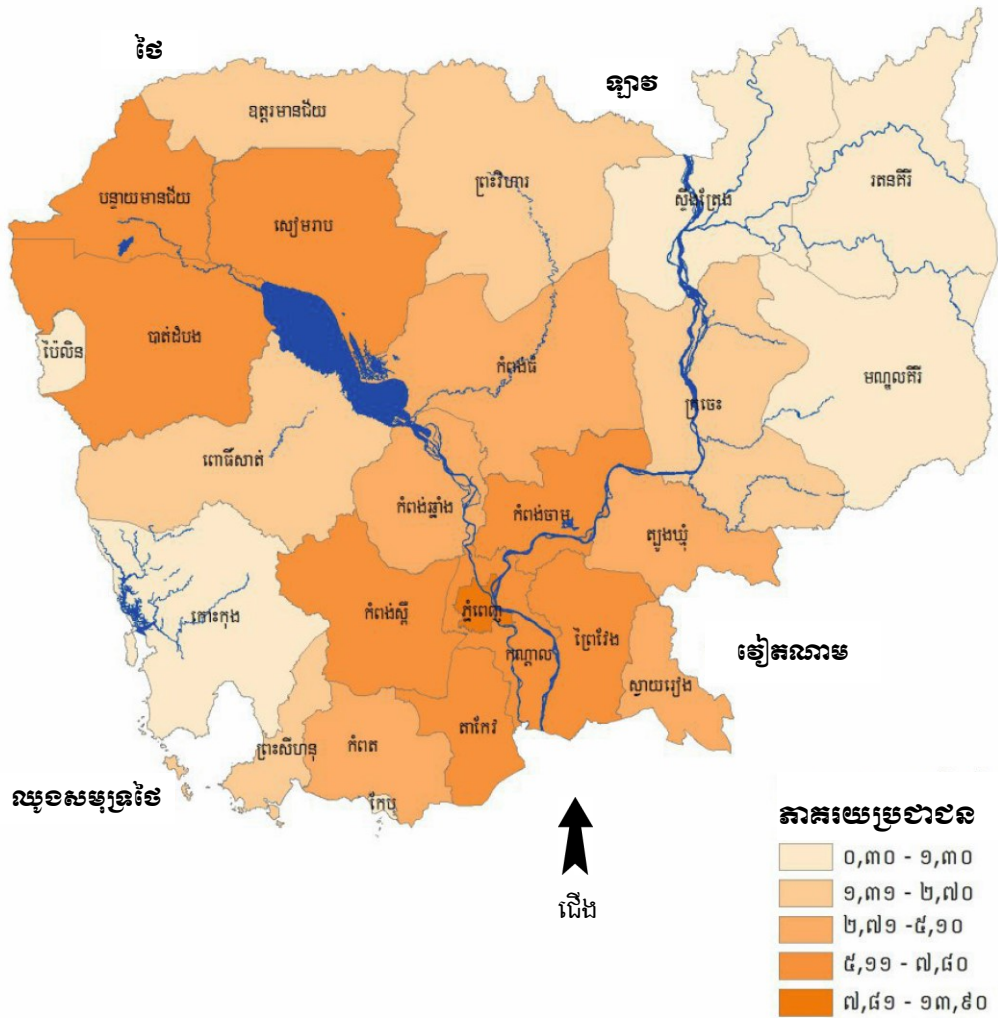 ថៃ
ឡាវ
ឧត្តរមានជ័យ
ព្រះវិហារ
រតនគីរី
បន្ទាយមានជ័យ
ស្ទឹងត្រែង
សៀមរាប
បាត់ដំបង
ប៉ៃលិន
កំពង់ធំ
មណ្ឌលគីរី
ក្រចេះ
ពោធិ៍សាត់
កំពង់ឆ្នាំង
កំពង់ចាម
ត្បូងឃ្មុំ
កោះកុង
កំពង់ស្ពឺ
ភ្នំពេញ
ព្រៃវែង
កណ្តាល
វៀតណាម
ស្វាយរៀង
តាកែវ
ព្រះសីហនុ
កំពត
កែប
ឈូងសមុទ្រថៃ
ភាគរយប្រជាជន
០,៣០ - ១,៣០
១,៣១ - ២,៧០
២,៧១ -៥,១០
៥,១១ - ៧,៨០
៧,៨១ - ១៣,៩០
ជើង